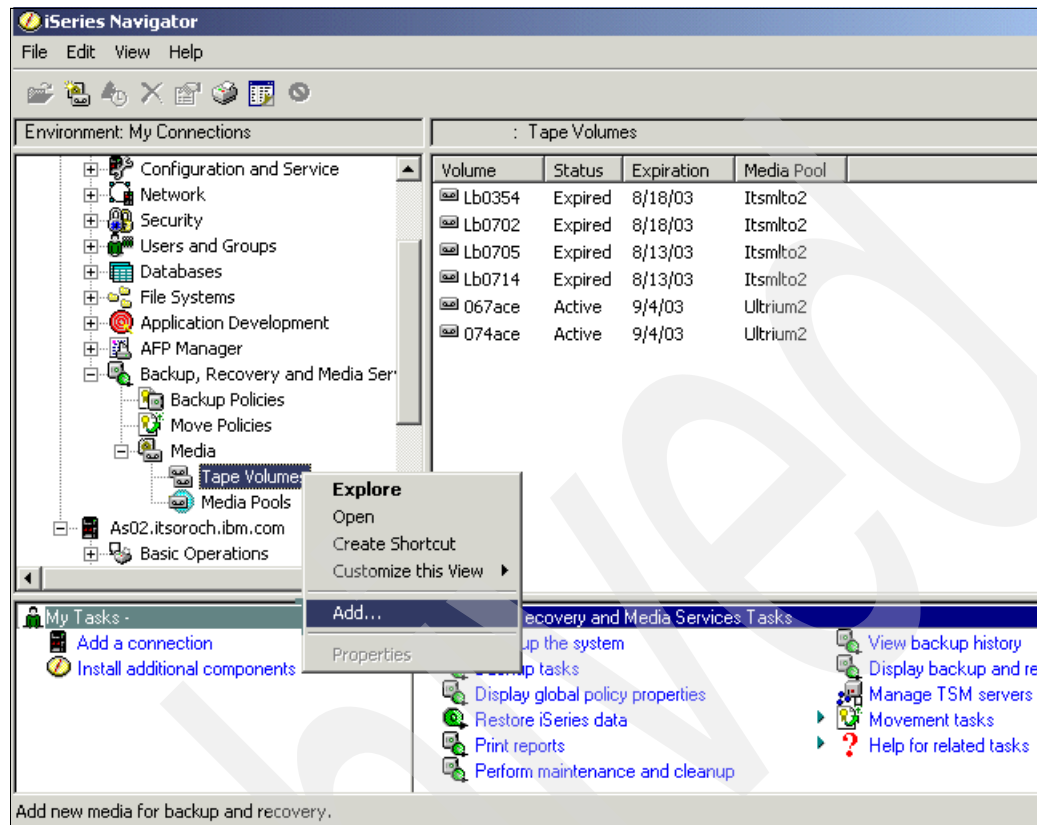 iSeries Navigator
File Edit View Help
Environment: My Connections
: Tape Volumes
Configuration and Service
Network
Security
Users and Groups
Databases
File Systems
Application Development
AFP Manager
Backup, Recovery and Media Ser
Backup Policies
Move Policies
Media
Tape Volumes
Media Pools
As02.itsoroch.ibm.com
Basic Operations
Volume Status Expiration Media Pool
Lb0354 Expired 8/18/03 Itsmlto2
Lb0702 Expired 8/18/03 Itsmlto2
Lb0705 Expired 8/13/03 Itsmlto2
Lb0714 Expired 8/13/03 Itsmlto2
067ace Active 9/4/03 Ultrium2
074ace Active 9/4/03 Ultrium2
Explore
Open
Create Shortcut
Customize this View
Add...
Properties
My Tasks -
Add a connection
Install additional components
ecovery and Media Services Tasks
up the system
tasks
Display global policy properties
Restore iSeries data
Print reports
Perform maintenance and cleanup
View backup history
Display backup and re
Manage TSM servers
Movement tasks
Help for related tasks
Add new media for backup and recovery.